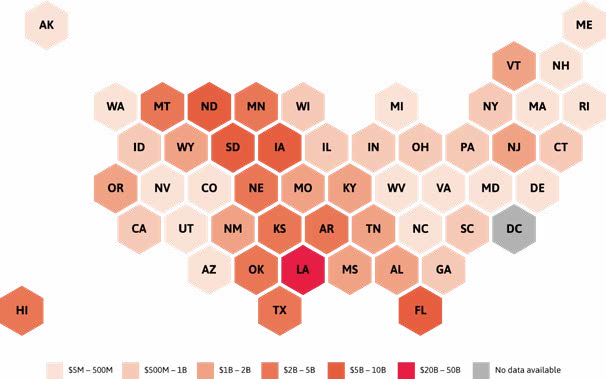 AK ME
VT NH
WA MT ND MN WI MI NY MA RI
ID WY SD IA IL IN OH PA NJ CT
OR NV CO NE MO KY WV VA MD DE
CA UT NM KS AR TN NC SC DC
AZ OK LA MS AL GA
HI TX FL
$5M – 500M $500M – 1B $1B – 2B $2B – 5B $5B – 10B $20B – 50B No data available